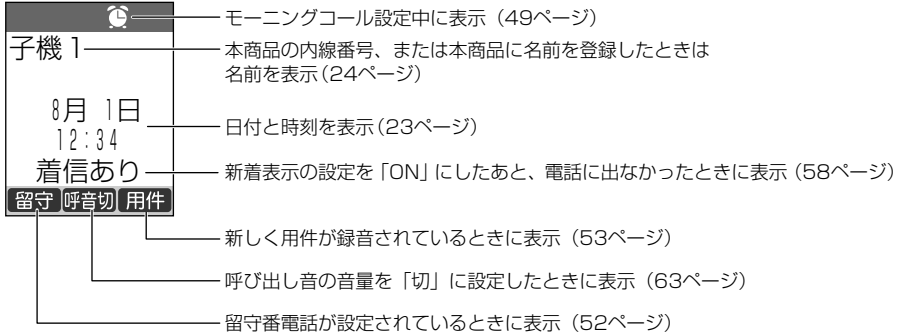 モーニングコール設定中に表示（49ページ）
子機1
本商品の内線番号、または本商品に名前を登録したときは
名前を表示（24ページ）
8月 1日
12:34
日付と時刻を表示（23ページ）
着信あり
新着表示の設定を「ON」にしたあと、電話に出なかったときに表示（58ページ）
留守 呼音切 用件
新しく用件が録音されているときに表示（53ページ）
呼び出し音の音量を「切」に設定したときに表示（63ページ）
留守番電話が設定されているときに表示（52ページ）